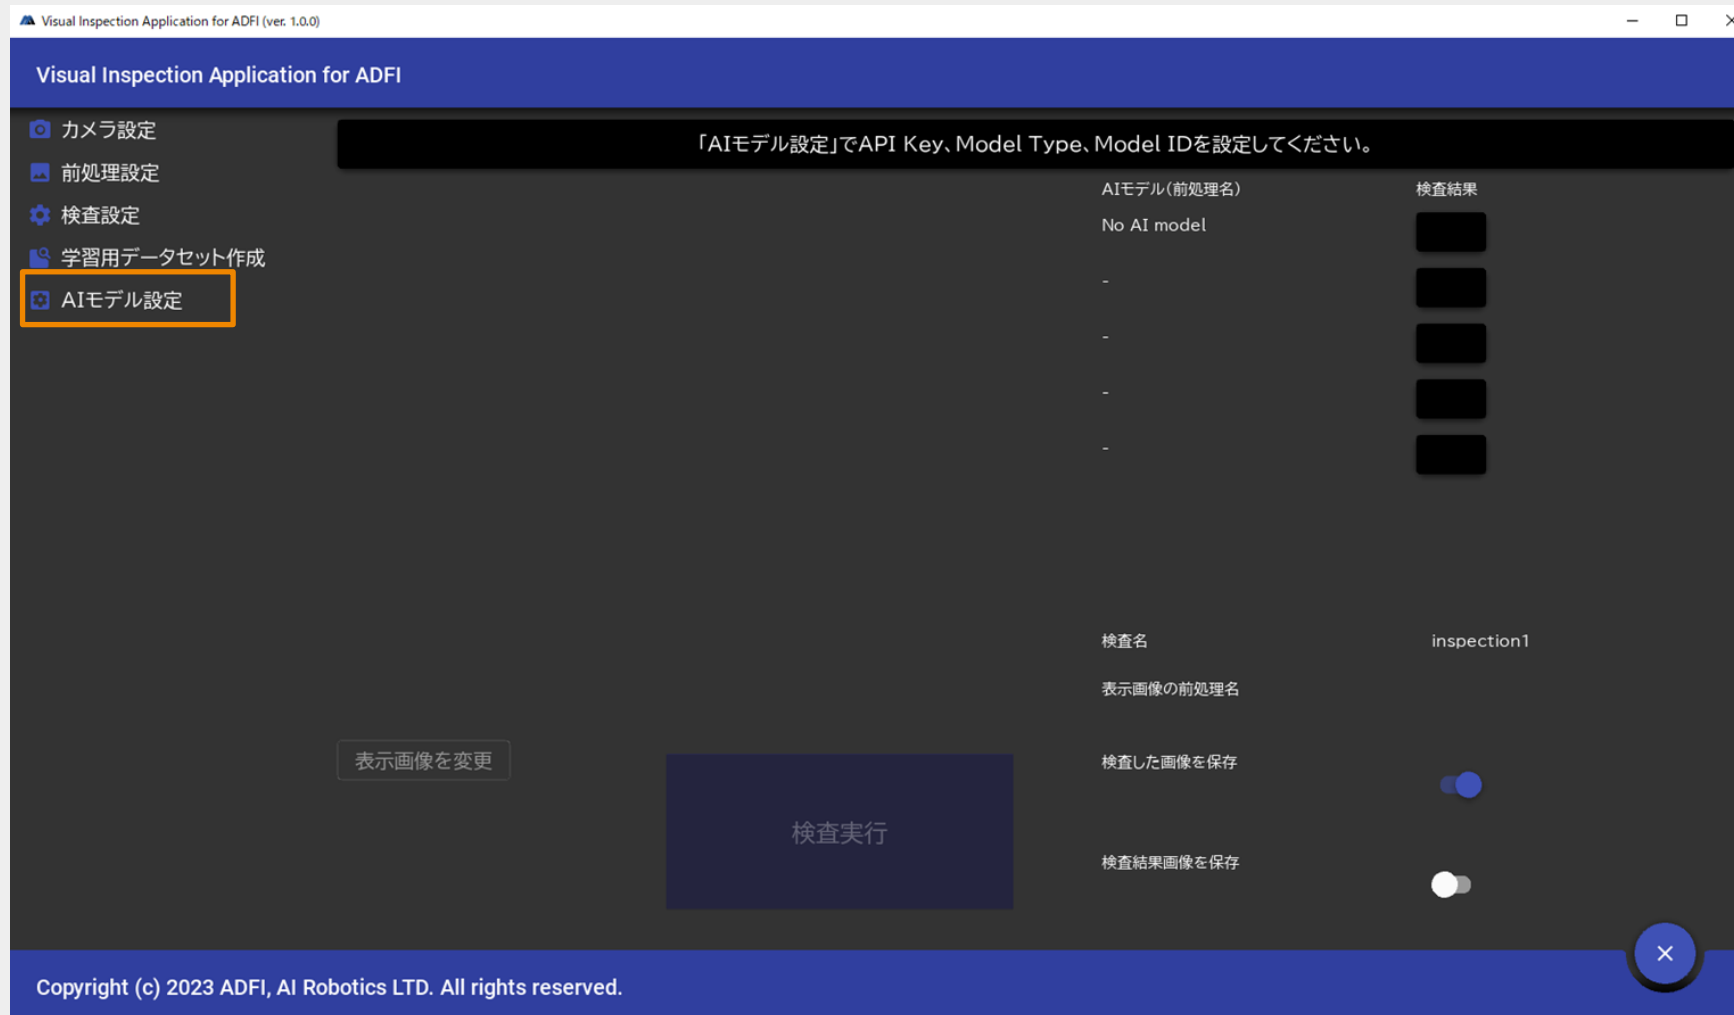 Visual Inspection Application for ADFI (ver. 1.0.0)
Visual Inspection Application for ADFI
カメラ設定
前処理設定
検査設定
学習用データセット作成
AIモデル設定
「AIモデル設定」でAPI Key、Model Type、Model IDを設定してください。
AIモデル(前処理名) 検査結果
No AI model
-
-
-
-
検査名 inspection1
表示画像の前処理名
表示画像を変更
検査した画像を保存
検査実行
検査結果画像を保存
Copyright (c) 2023 ADFI, AI Robotics LTD. All rights reserved.